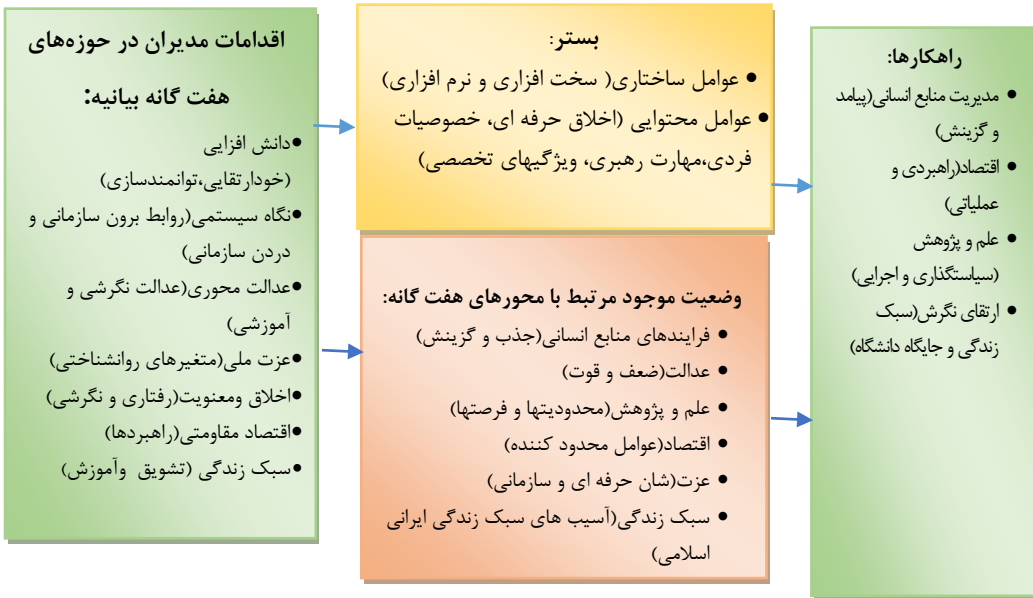 اقدامات مدیران در حوزه‌های
هفت گانه بیانیه:
•دانش افزایی
(خودارتقایی،توانمندسازی)
•نگاه سیستمی(روابط برون سازمانی و
دردن سازمانی)
•عدالت محوری(عدالت نگرشی و
آموزشی)
•عزت ملی(متغیرهای روانشناختی)
•اخلاق ومعنویت(رفتاری و نگرشی)
•اقتصاد مقاومتی(راهبردها)
•سبک زندگی (تشویق وآموزش)
بستر:
• عوامل ساختاری( سخت افزاری و نرم افزاری)
• عوامل محتوایی (اخلاق حرفه ای، خصوصیات
فردی،مهارت رهبری، ویژگیهای تخصصی)
وضعیت موجود مرتبط با محورهای هفت گانه:
• فرایندهای منابع انسانی(جذب و گزینش)
• عدالت(ضعف و قوت)
• علم و پژوهش(محدودیتها و فرصتها)
• اقتصاد(عوامل محدود کننده)
• عزت(شان حرفه ای و سازمانی)
• سبک زندگی(آسیب های سبک زندگی ایرانی
اسلامی)
راهکارها:
• مدیریت منابع انسانی(پیامد
و گزینش)
• اقتصاد(راهبردی و
عملیاتی)
• علم و پژوهش
(سیاستگذاری و اجرایی)
• ارتقای نگرش(سبک
زندگی و جایگاه دانشگاه)